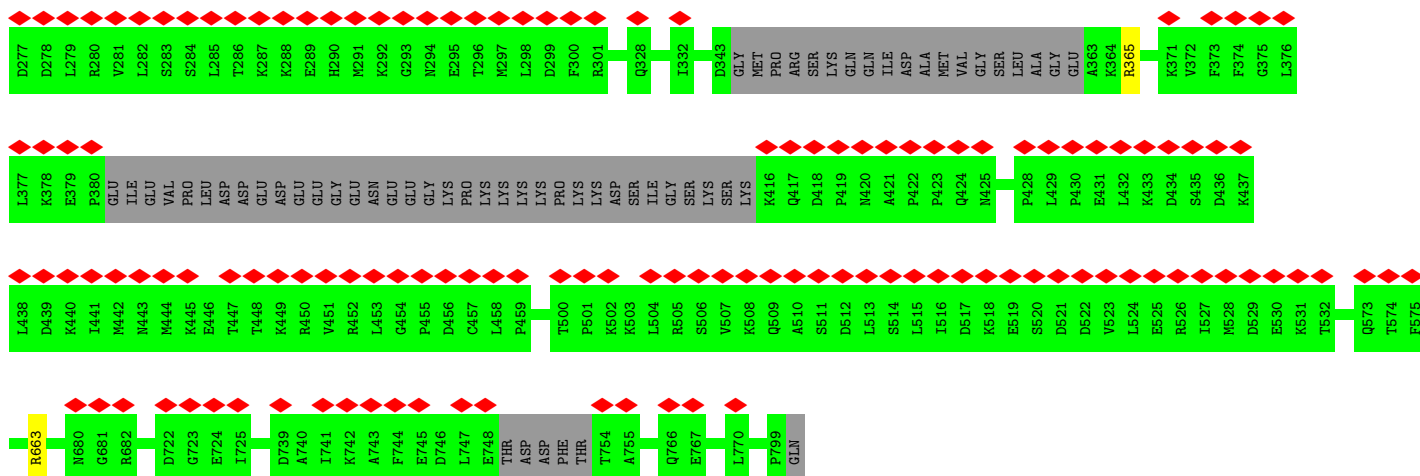 D277 D278 L279 R280 V281 L282 S283 S284 L285 T286 K287 K288 E289 H290 M291 K292 G293 N294 E295 T296 M297 L298 D299 F300 R301 Q328 I332 D343 GLY MET PRO ARG SER LYS GLN GLN ILE ASP ALA MET VAL GLY SER LEU ALA GLY GLU A363 K364 R365 K371 V372 F373 F374 G375 L376
L377 K378 E379 P380 GLU ILE GLU VAL PRO LEU ASP ASP GLU ASP GLU GLU GLY GLU ASN GLU GLU GLY LYS PRO LYS LYS LYS LYS PRO LYS LYS ASP SER ILE GLY SER LYS SER LYS K416 Q417 D418 P419 N420 A421 P422 P423 Q424 N425 P428 L429 P430 E431 L432 K433 D434 S435 D436 K437
L438 D439 K440 I441 M442 N443 M444 K445 E446 T447 T448 K449 R450 V451 R452 L453 G454 P455 D456 C457 L458 P459 T500 P501 K502 K503 L504 R505 S506 V507 K508 Q509 A510 S511 D512 L513 S514 L515 I516 D517 K518 E519 S520 D521 D522 V523 L524 E525 R526 I527 M528 D529 E530 K531 T532 Q573 T574 F575
R663 N680 G681 R682 D722 G723 E724 I725 D739 A740 I741 K742 A743 F744 E745 D746 L747 E748 THR ASP ASP PHE THR T754 A755 Q766 E767 L770 P799 GLN